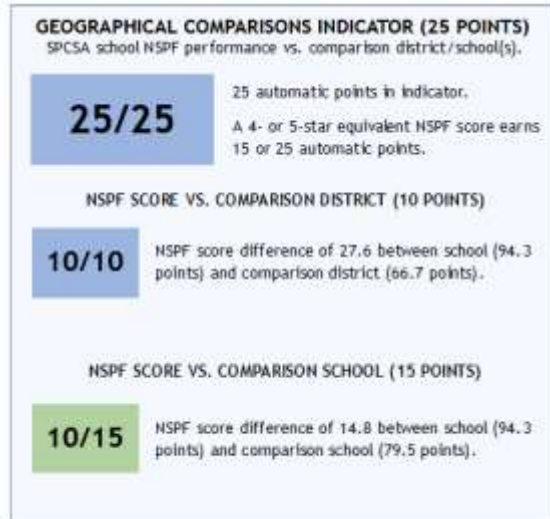 GEOGRAPHICAL COMPARISONS INDICATOR (25 POINTS)
SPCSA school NSPF performance vs. comparison district/school(s).
25/25
25 automatic points in indicator.
A 4- or 5-star equivalent NSPF score earns
15 or 25 automatic points.
NSPF SCORE VS. COMPARISON DISTRICT (10 POINTS)
10/10
NSPF score difference of 27.6 between school (94.3
points) and comparison district (66.7 points).
NSPF SCORE VS. COMPARISON SCHOOL (15 POINTS)
10/15
NSPF score difference of 14.8 between school (94.3
points) and comparison school (79.5 points).